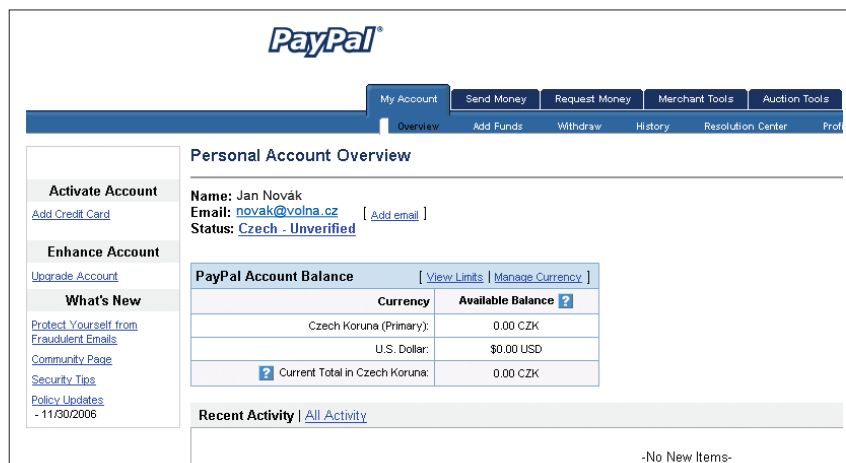 PayPal®
My Account Send Money Request Money Merchant Tools Auction Tools
Overview Add Funds Withdraw History Resolution Center Profi
Activate Account
Add Credit Card
Enhance Account
Upgrade Account
What's New
Protect Yourself from
Fraudulent Emails
Community Page
Security Tips
Policy Updates
- 11/30/2006
Personal Account Overview
Name: Jan Novák
Email: novak@volna.cz [ Add email ]
Status: Czech - Unverified
PayPal Account Balance [ View Limits | Manage Currency ]
Currency Available Balance ?
Czech Koruna (Primary): 0.00 CZK
U.S. Dollar: $0.00 USD
? Current Total in Czech Koruna: 0.00 CZK
Recent Activity | All Activity
-No New Items-